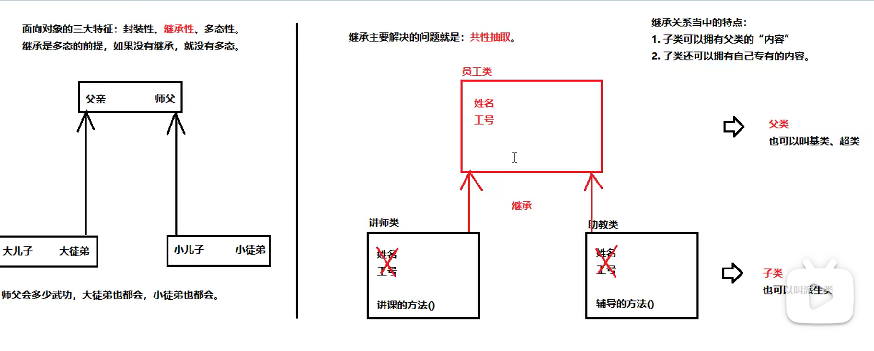 面向对象的三大特征：封装性、继承性、多态性。
继承是多态的前提，如果没有继承，就没有多态。
父亲 师父
大儿子 大徒弟
小儿子 小徒弟
师父会多少武功，大徒弟也都会，小徒弟也都会。
继承主要解决的问题就是：共性抽取。
员工类
姓名
工号
继承
讲师类
姓名
工号
讲课的方法()
助教类
姓名
工号
辅导的方法()
继承关系当中的特点：
1. 子类可以拥有父类的“内容”
2. 子类还可以拥有自己专有的内容。
父类
也可以叫基类、超类
子类
也可以叫派生类